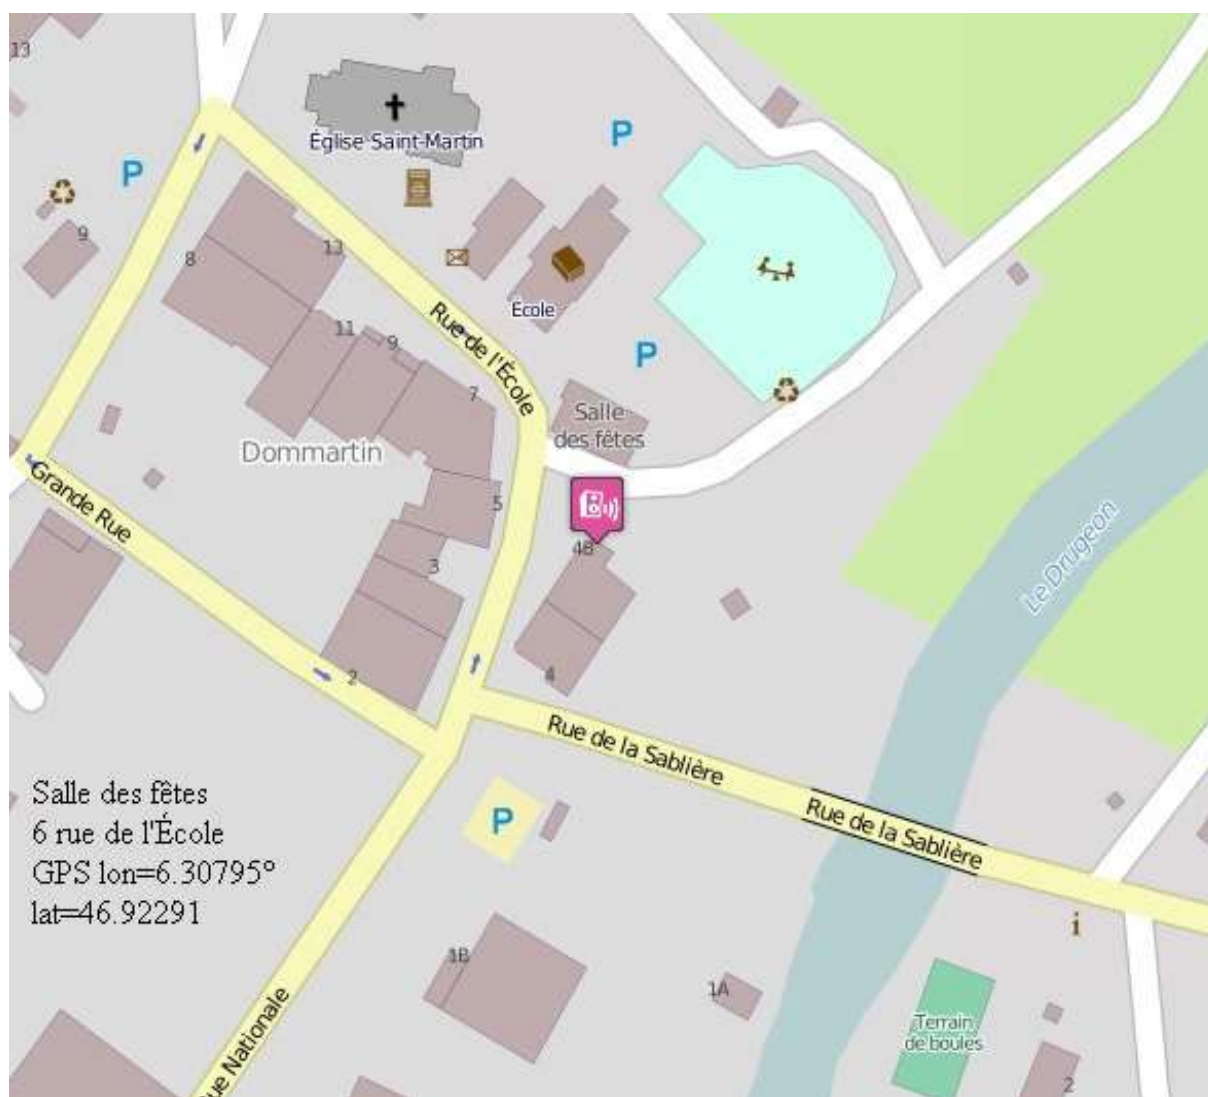 13
P
Église Saint-Martin
P
9
8
13
École
11
9
Rue de l'École
P
7
Salle
des fêtes
Dommartin
Grande Rue
5
4B
3
Le Drugeon
2
4
Rue de la Sablière
Salle des fêtes
6 rue de l'École
GPS lon=6.30795°
lat=46.92291
P
Rue de la Sablière
i
1B
1A
Rue Nationale
Terrain
de boules
2